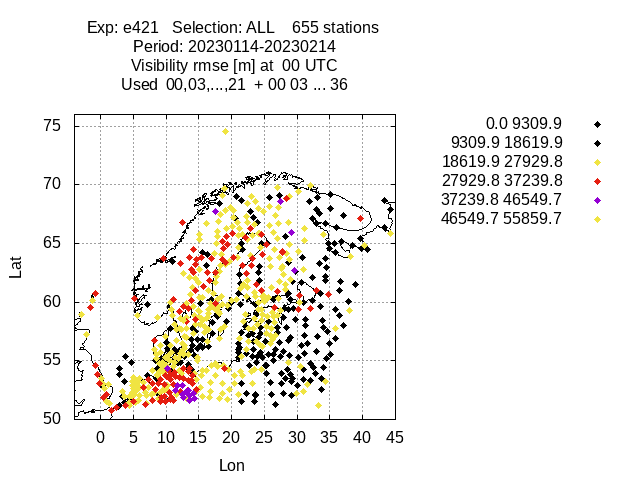 Exp: e421 Selection: ALL 655 stations
Period: 20230114-20230214
Visibility rmse [m] at 00 UTC
Used 00,03,...,21 + 00 03 ... 36
0.0 9309.9
9309.9 18619.9
18619.9 27929.8
27929.8 37239.8
37239.8 46549.7
46549.7 55859.7
75
70
65
60
55
50
Lat
0 5 10 15 20 25 30 35 40 45
Lon